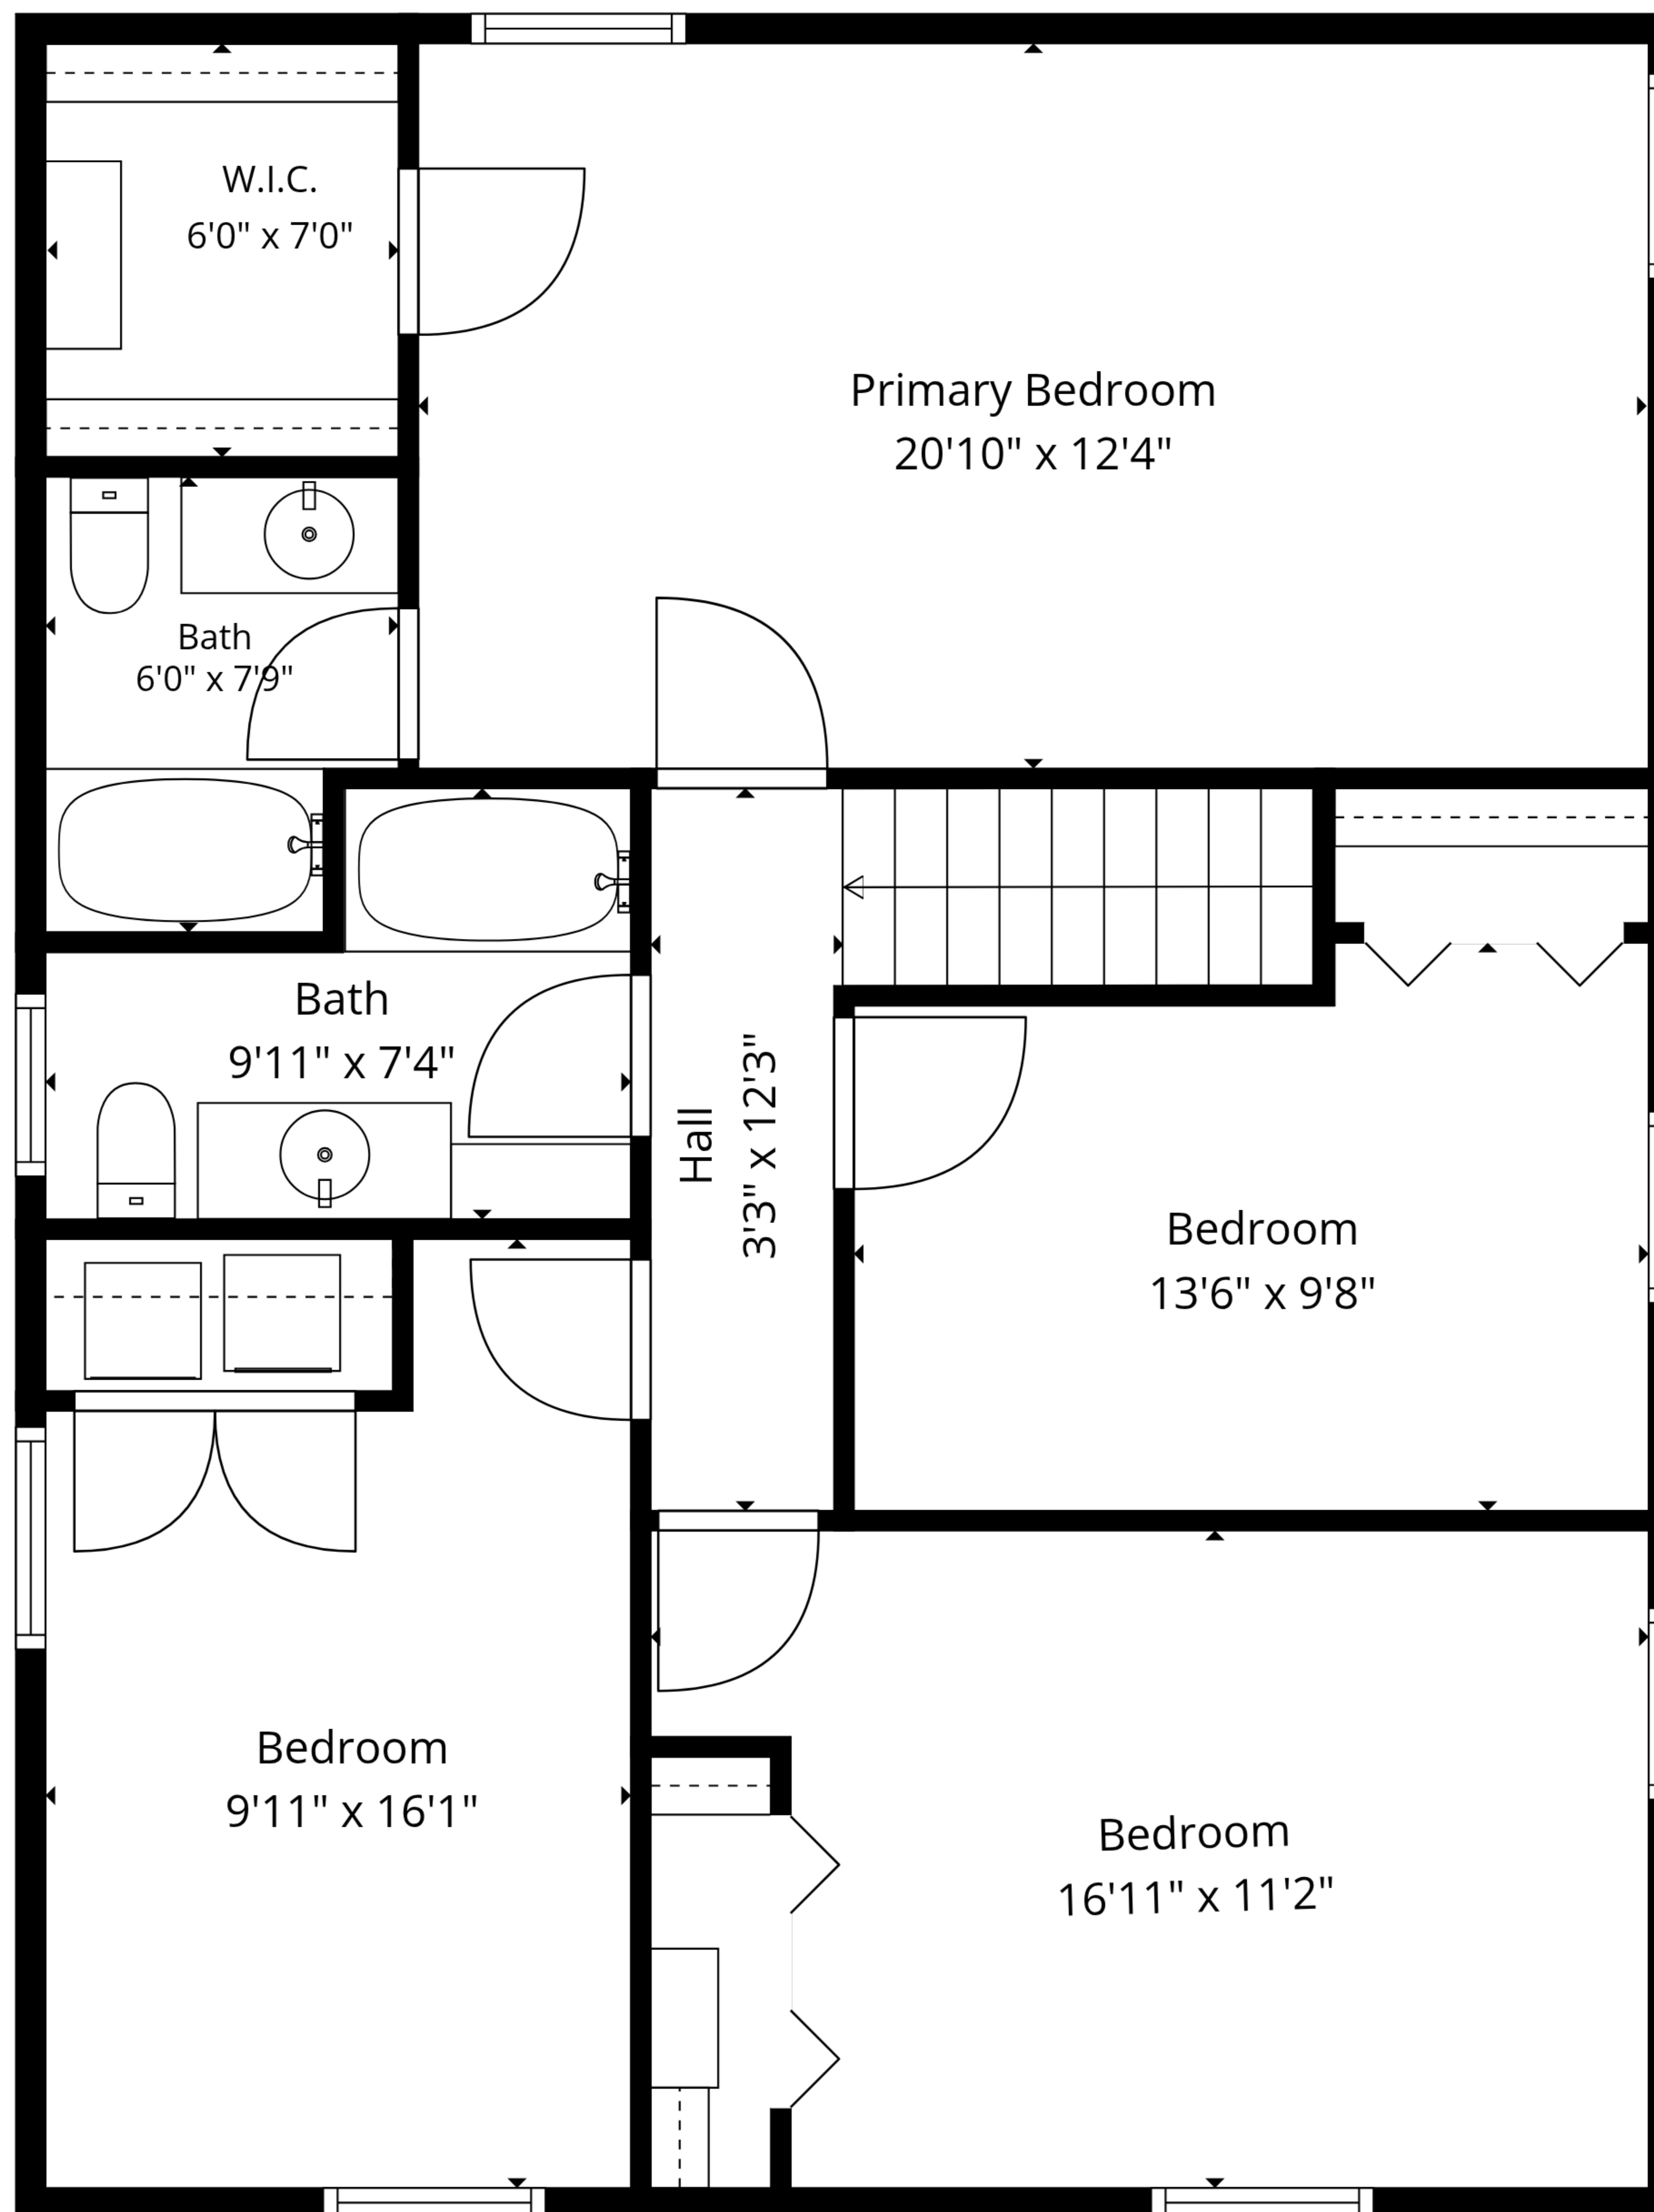 W.I.C.
6'0" x 7'0"
Primary Bedroom
20'10" x 12'4"
Bath
6'0" x 7'9"
Bath
9'11" x 7'4"
Hall
3'3" x 12'3"
Bedroom
13'6" x 9'8"
Bedroom
9'11" x 16'1"
Bedroom
16'11" x 11'2"